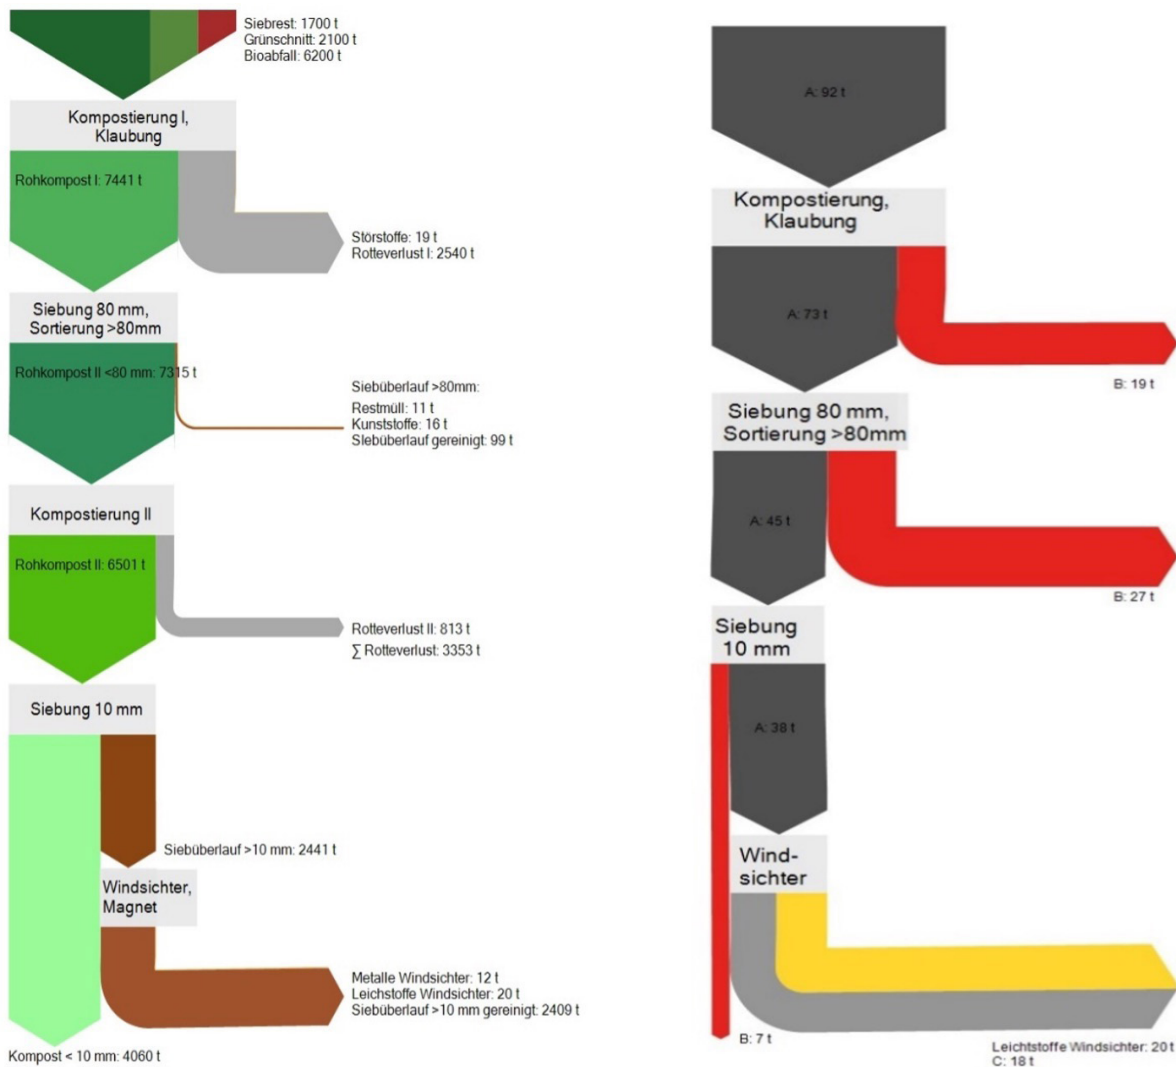 Siebrest: 1700 t
Grünschnitt: 2100 t
Bioabfall: 6200 t
Kompostierung I,
Klaubung
Rohkompost I: 7441 t
Störstoffe: 19 t
Rotteverlust I: 2540 t
Siebung 80 mm,
Sortierung >80mm
Rohkompost II <80 mm: 7315 t
Siebüberlauf >80mm:
Restmüll: 11 t
Kunststoffe: 16 t
SIebüberlauf gereinigt: 99 t
Kompostierung II
Rohkompost II: 6501 t
Rotteverlust II: 813 t
∑ Rotteverlust: 3353 t
Siebung 10 mm
Siebüberlauf >10 mm: 2441 t
Windsichter,
Magnet
Metalle Windsichter: 12 t
Leichstoffe Windsichter: 20 t
Siebüberlauf >10 mm gereinigt: 2409 t
Kompost < 10 mm: 4060 t
A: 92 t
Kompostierung,
Klaubung
A: 73 t
B: 19 t
Siebung 80 mm,
Sortierung >80mm
A: 45 t
B: 27 t
Siebung
10 mm
A: 38 t
Wind-
sichter
B: 7 t
Leichtstoffe Windsichter: 20 t
C: 18 t